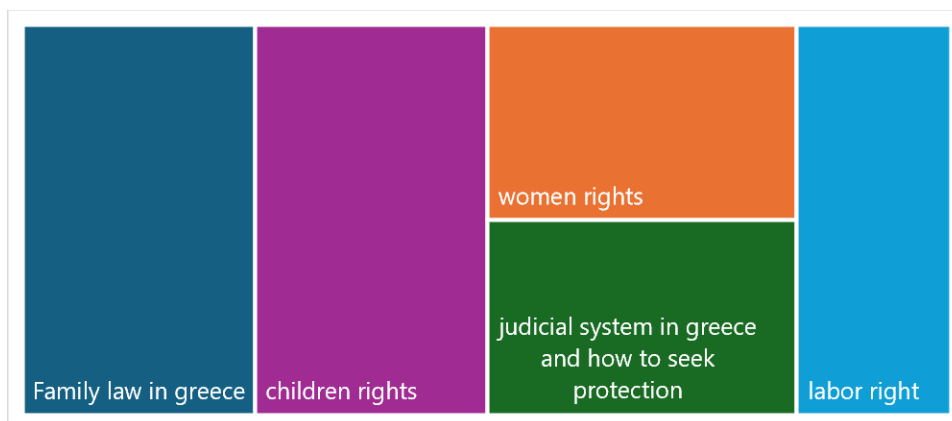 Family law in greece
children rights
women rights
judicial system in greece
and how to seek
protection
labor right